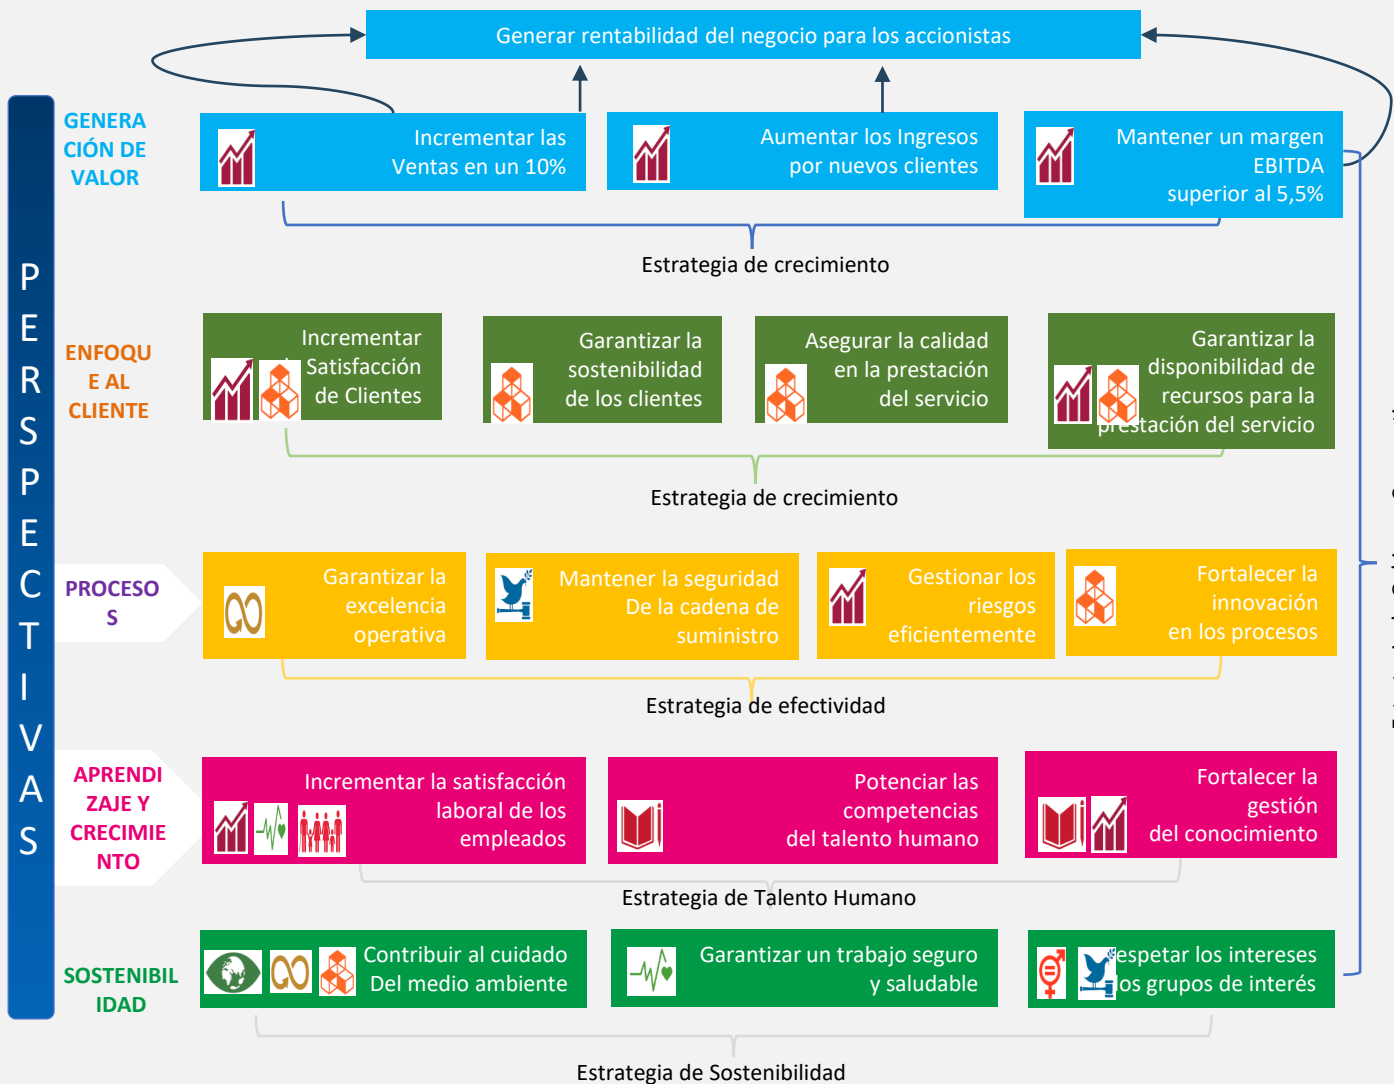 Generar rentabilidad del negocio para los accionistas
PERSPECTIVAS
GENERA
CIÓN DE
VALOR
Incrementar las
Ventas en un 10%
Aumentar los Ingresos
por nuevos clientes
Mantener un margen
EBITDA
superior al 5,5%
Estrategia de crecimiento
ENFOQU
E AL
CLIENTE
Incrementar
Satisfacción
de Clientes
Garantizar la
sostenibilidad
de los clientes
Asegurar la calidad
en la prestación
del servicio
Garantizar la
disponibilidad de
recursos para la
prestación del servicio
Estrategia de crecimiento
PROCESO
S
Garantizar la
excelencia
operativa
Mantener la seguridad
De la cadena de
suministro
Gestionar los
riesgos
eficientemente
Fortalecer la
innovación
en los procesos
Estrategia de efectividad
APRENDI
ZAJE Y
CRECIMIE
NTO
Incrementar la satisfacción
laboral de los
empleados
Potenciar las
competencias
del talento humano
Fortalecer la
gestión
del conocimiento
Estrategia de Talento Humano
SOSTENIBIL
IDAD
Contribuir al cuidado
Del medio ambiente
Garantizar un trabajo seguro
y saludable
espetar los intereses
los grupos de interés
Estrategia de Sostenibilidad